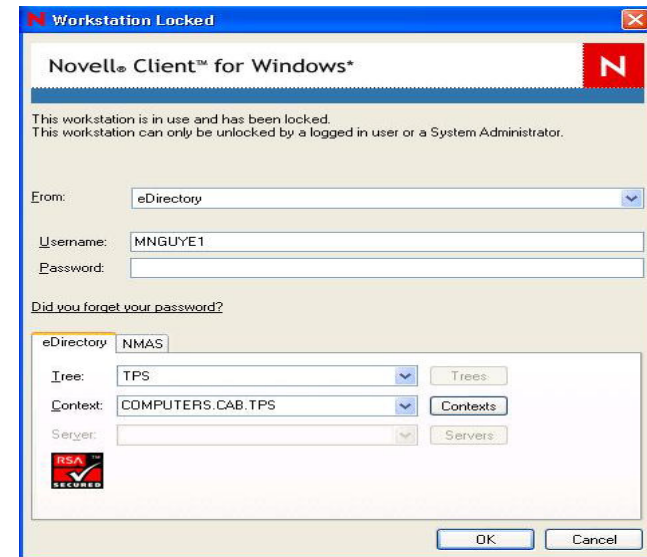 N Workstation Locked
Novell® Client™ for Windows*
N
This workstation is in use and has been locked.
This workstation can only be unlocked by a logged in user or a System Administrator.
From: eDirectory
Username: MNGUYE1
Password:
Did you forget your password?
eDirectory NMAS
Tree: TPS Trees
Context: COMPUTERS.CAB.TPS Contexts
Server: Servers
RSA™
SECURED
OK Cancel